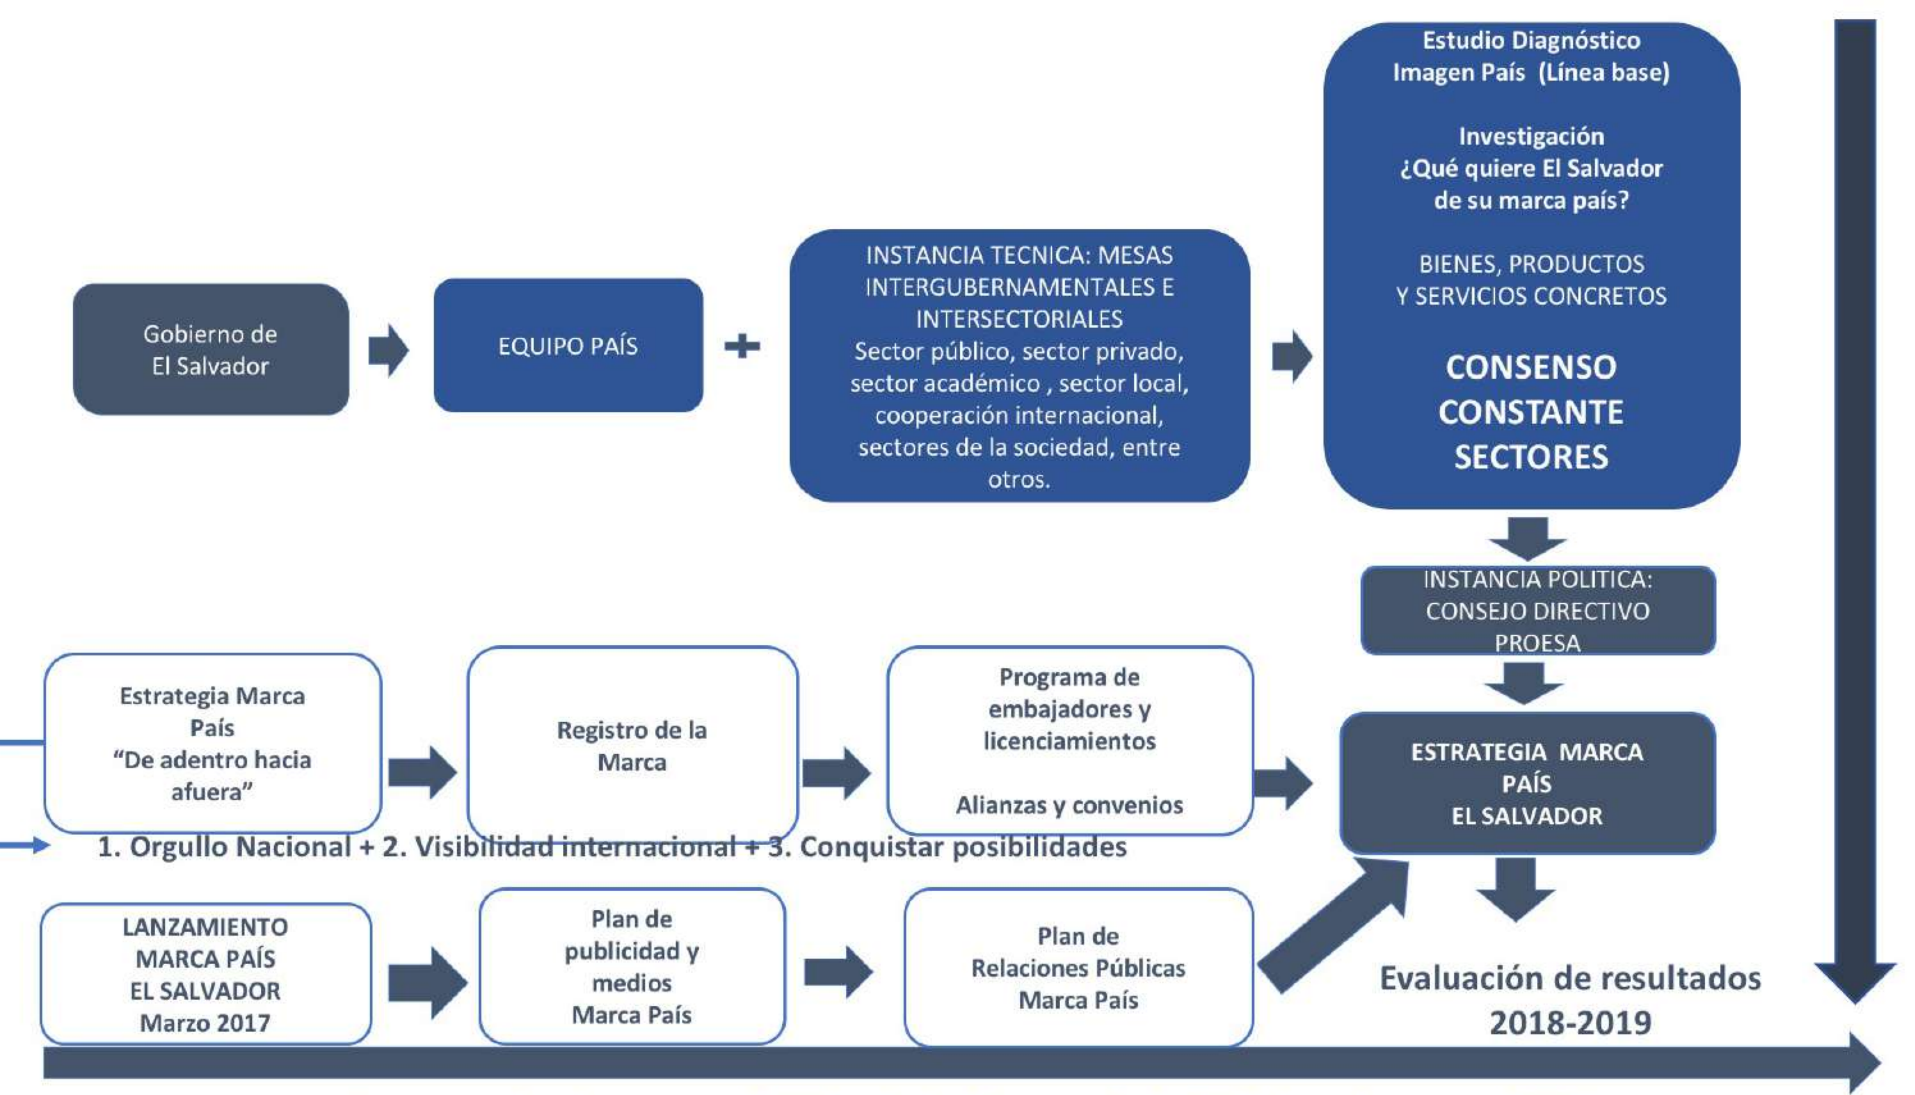 Gobierno de
El Salvador
EQUIPO PAÍS
INSTANCIA TECNICA: MESAS
INTERGUBERNAMENTALES E
INTERSECTORIALES
Sector público, sector privado,
sector académico , sector local,
cooperación internacional,
sectores de la sociedad, entre
otros.
Estudio Diagnóstico
Imagen País (Línea base)
Investigación
¿Qué quiere El Salvador
de su marca país?
BIENES, PRODUCTOS
Y SERVICIOS CONCRETOS
CONSENSO
CONSTANTE
SECTORES
INSTANCIA POLITICA:
CONSEJO DIRECTIVO
PROESA
Estrategia Marca
País
“De adentro hacia
afuera”
Registro de la
Marca
Programa de
embajadores y
licenciamientos
Alianzas y convenios
ESTRATEGIA MARCA
PAÍS
EL SALVADOR
1. Orgullo Nacional + 2. Visibilidad internacional + 3. Conquistar posibilidades
LANZAMIENTO
MARCA PAÍS
EL SALVADOR
Marzo 2017
Plan de
publicidad y
medios
Marca País
Plan de
Relaciones Públicas
Marca País
Evaluación de resultados
2018-2019